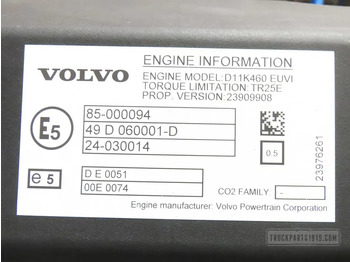 VOLVO
ENGINE INFORMATION
ENGINE MODEL: D11K460 EUVI
TORQUE LIMITATION: TR25E
PROP. VERSION: 23909908
E5
85-000094
49 D 060001-D
24-030014
0.5
23976261
e 5
D E 0051
00E 0074
CO2 FAMILY -
Engine manufacturer: Volvo Powertrain Corporation
TRUCKPARTS1919.COM